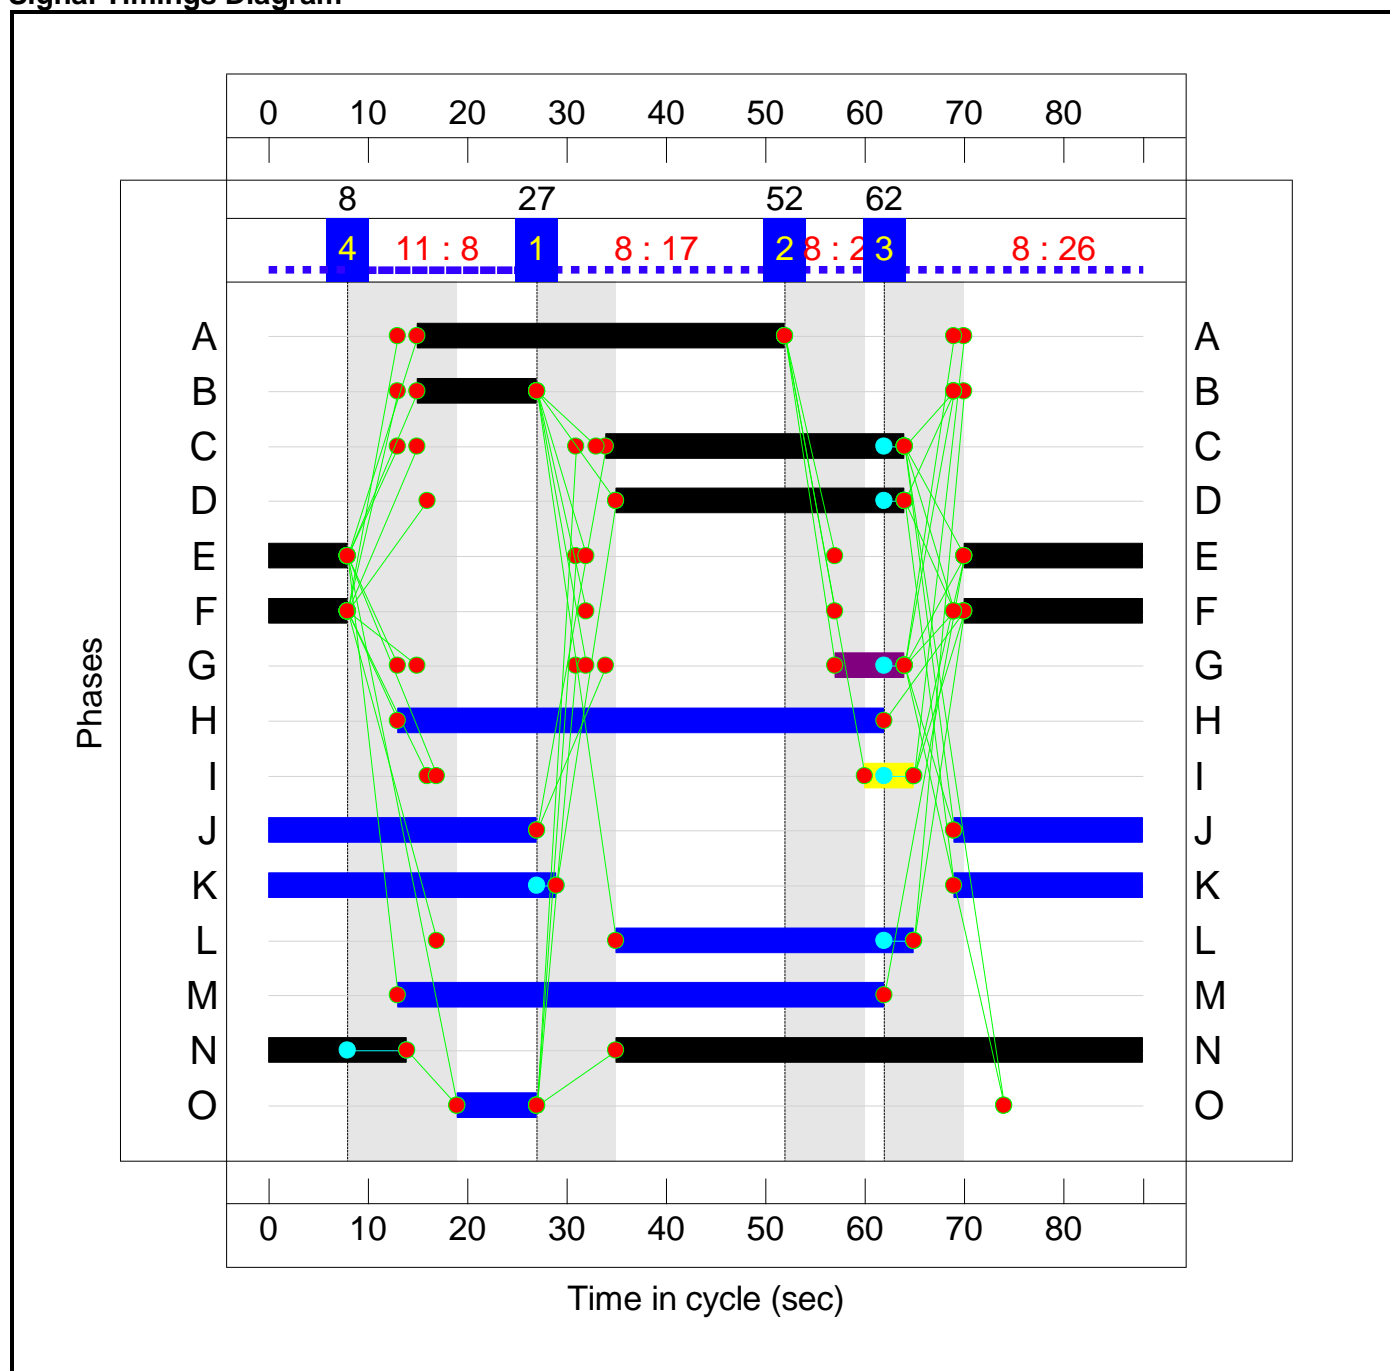 Signal Timings Diagram
0 10 20 30 40 50 60 70 80
8 27 52 62
4 11 : 8 1 8 : 17 2 8 : 2 3 8 : 26
A A
B B
C C
D D
E E
F F
G G
H H
I I
J J
K K
L L
M M
N N
O O
Phases
0 10 20 30 40 50 60 70 80
Time in cycle (sec)